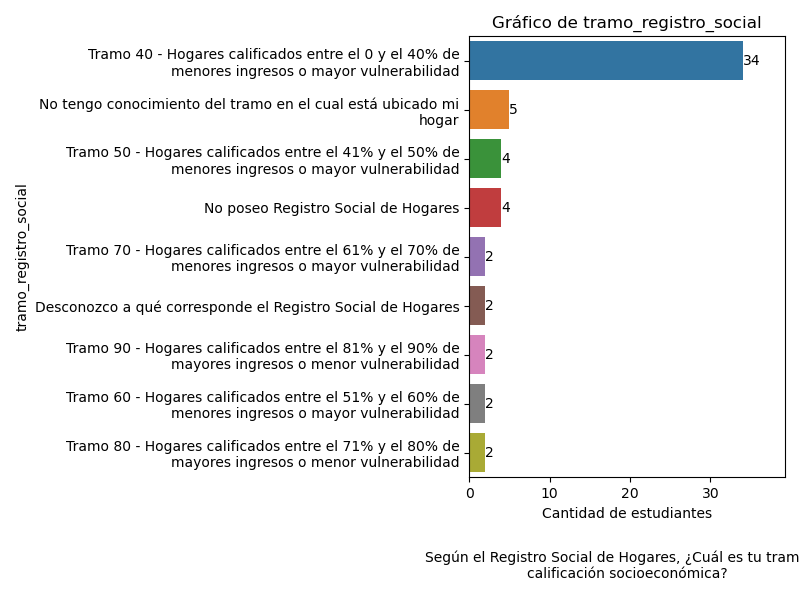 Gráfico de tramo_registro_social
tramo_registro_social
Tramo 40 - Hogares calificados entre el 0 y el 40% de
menores ingresos o mayor vulnerabilidad
34
No tengo conocimiento del tramo en el cual está ubicado mi
hogar
5
Tramo 50 - Hogares calificados entre el 41% y el 50% de
menores ingresos o mayor vulnerabilidad
4
No poseo Registro Social de Hogares
4
Tramo 70 - Hogares calificados entre el 61% y el 70% de
menores ingresos o mayor vulnerabilidad
2
Desconozco a qué corresponde el Registro Social de Hogares
2
Tramo 90 - Hogares calificados entre el 81% y el 90% de
mayores ingresos o menor vulnerabilidad
2
Tramo 60 - Hogares calificados entre el 51% y el 60% de
menores ingresos o mayor vulnerabilidad
2
Tramo 80 - Hogares calificados entre el 71% y el 80% de
mayores ingresos o menor vulnerabilidad
2
0 10 20 30
Cantidad de estudiantes
Según el Registro Social de Hogares, ¿Cuál es tu tram
calificación socioeconómica?